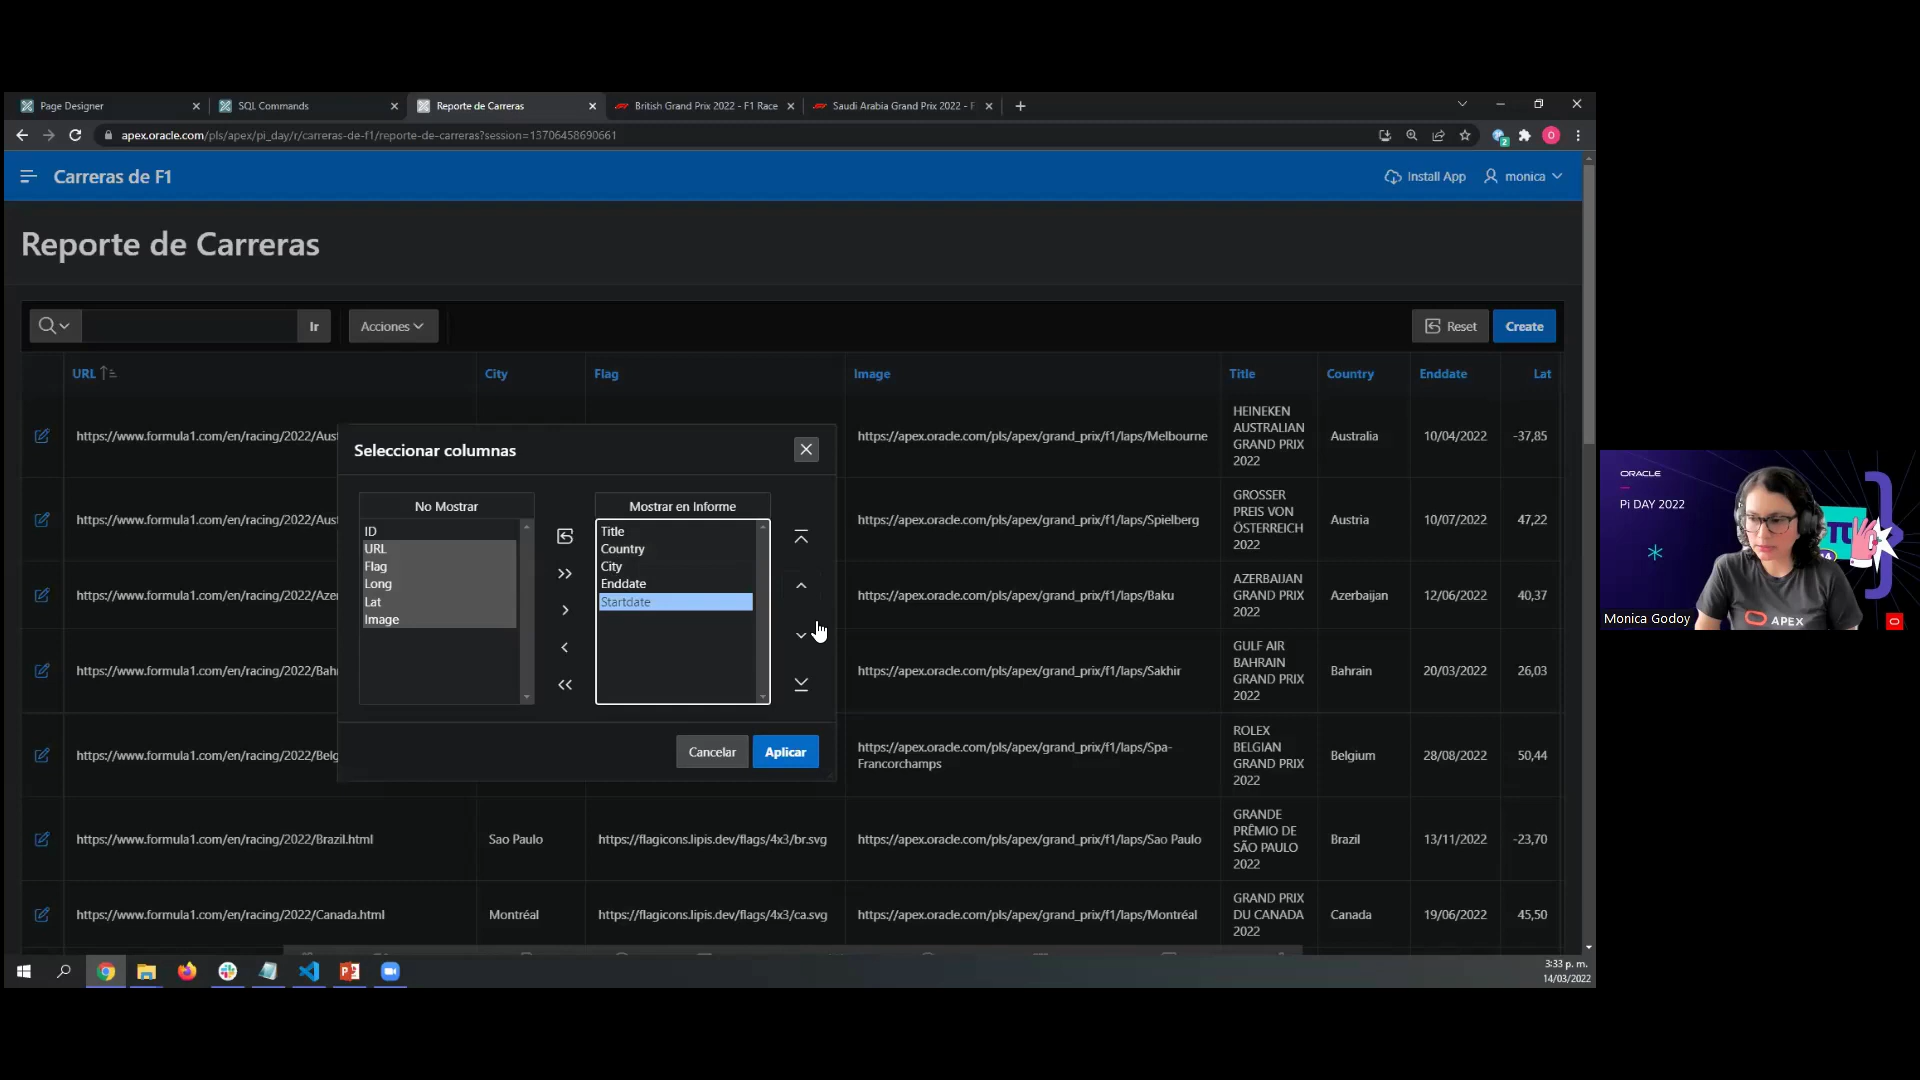 Page Designer
SQL Commands
Reporte de Carreras
British Grand Prix 2022 - F1 Race
Saudi Arabia Grand Prix 2022 - F
apex.oracle.com/pls/apex/pi_day/r/carreras-de-f1/reporte-de-carreras?session=13706458690661
Carreras de F1
Install App
monica
Reporte de Carreras
Ir
Acciones
Reset
Create
URL
City
Flag
Image
Title
Country
Enddate
Lat
https://www.formula1.com/en/racing/2022/Aust
https://apex.oracle.com/pls/apex/grand_prix/f1/laps/Melbourne
HEINEKEN
AUSTRALIAN
GRAND PRIX
2022
Australia
10/04/2022
-37,85
https://www.formula1.com/en/racing/2022/Aust
https://apex.oracle.com/pls/apex/grand_prix/f1/laps/Spielberg
GROSSER
PREIS VON
ÖSTERREICH
2022
Austria
10/07/2022
47,22
https://www.formula1.com/en/racing/2022/Azer
https://apex.oracle.com/pls/apex/grand_prix/f1/laps/Baku
AZERBAIJAN
GRAND PRIX
2022
Azerbaijan
12/06/2022
40,37
https://www.formula1.com/en/racing/2022/Bahr
https://apex.oracle.com/pls/apex/grand_prix/f1/laps/Sakhir
GULF AIR
BAHRAIN
GRAND PRIX
2022
Bahrain
20/03/2022
26,03
https://www.formula1.com/en/racing/2022/Belg
https://apex.oracle.com/pls/apex/grand_prix/f1/laps/Spa-
Francorchamps
ROLEX
BELGIAN
GRAND PRIX
2022
Belgium
28/08/2022
50,44
https://www.formula1.com/en/racing/2022/Brazil.html
Sao Paulo
https://flagicons.lipis.dev/flags/4x3/br.svg
https://apex.oracle.com/pls/apex/grand_prix/f1/laps/Sao Paulo
GRANDE
PRÊMIO DE
SÃO PAULO
2022
Brazil
13/11/2022
-23,70
https://www.formula1.com/en/racing/2022/Canada.html
Montréal
https://flagicons.lipis.dev/flags/4x3/ca.svg
https://apex.oracle.com/pls/apex/grand_prix/f1/laps/Montréal
GRAND PRIX
DU CANADA
2022
Canada
19/06/2022
45,50
Seleccionar columnas
No Mostrar
ID
URL
Flag
Long
Lat
Image
Mostrar en Informe
Title
Country
City
Enddate
Startdate
Cancelar
Aplicar
3:33 p. m.
14/03/2022
ORACLE
Pi DAY 2022
APEX
Monica Godoy